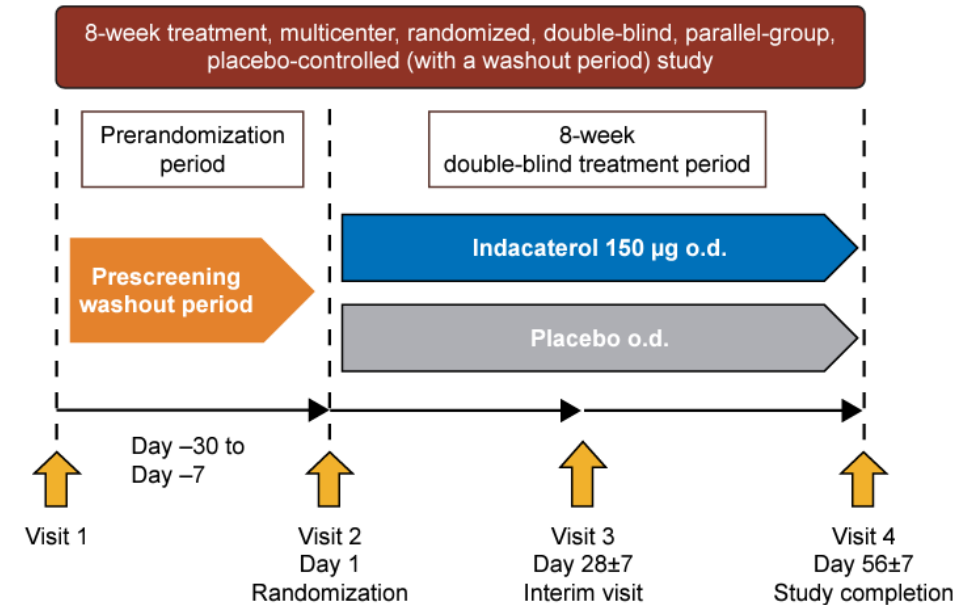 8-week treatment, multicenter, randomized, double-blind, parallel-group,
placebo-controlled (with a washout period) study
Prerandomization
period
8-week
double-blind treatment period
Prescreening
washout period
Indacaterol 150 µg o.d.
Placebo o.d.
Day –30 to
Day –7
Visit 1
Visit 2
Day 1
Randomization
Visit 3
Day 28±7
Interim visit
Visit 4
Day 56±7
Study completion